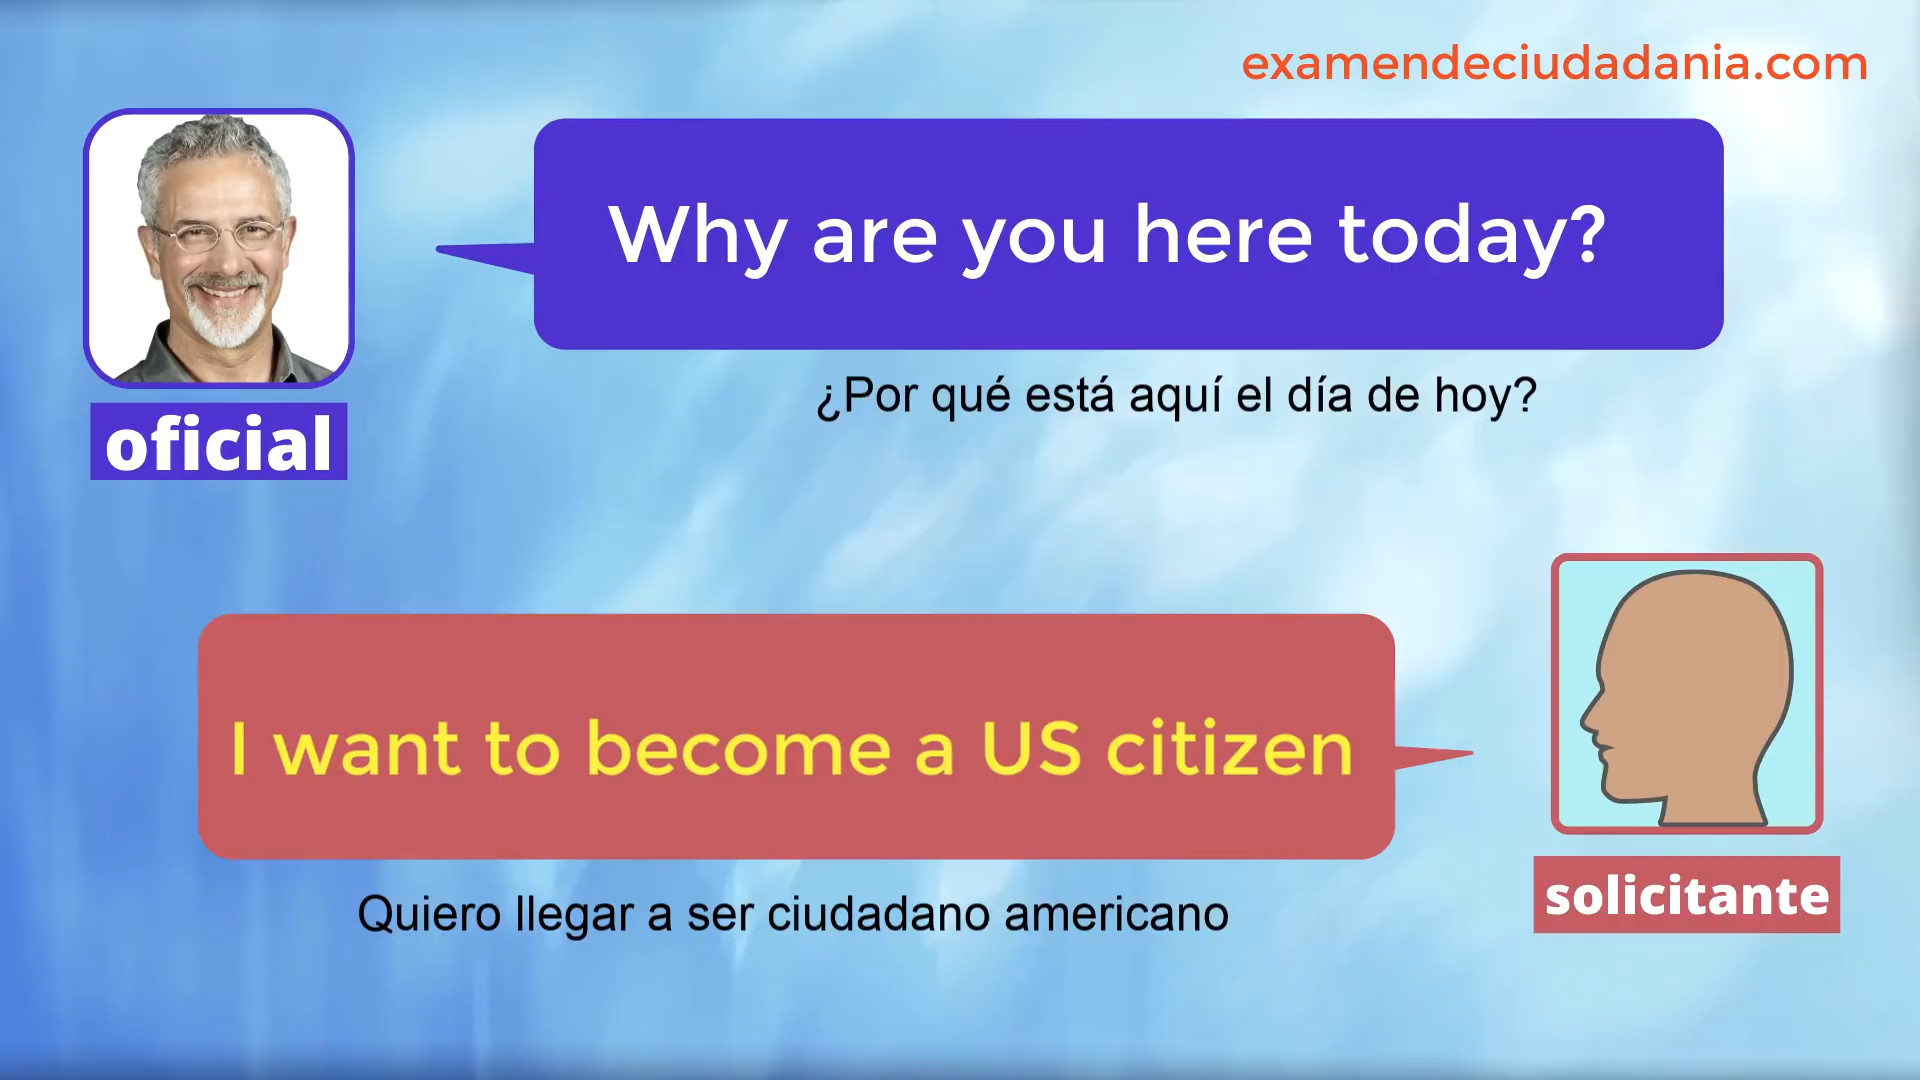 examendeciudadania.com
Why are you here today?
¿Por qué está aquí el día de hoy?
oficial
I want to become a US citizen
Quiero llegar a ser ciudadano americano
solicitante